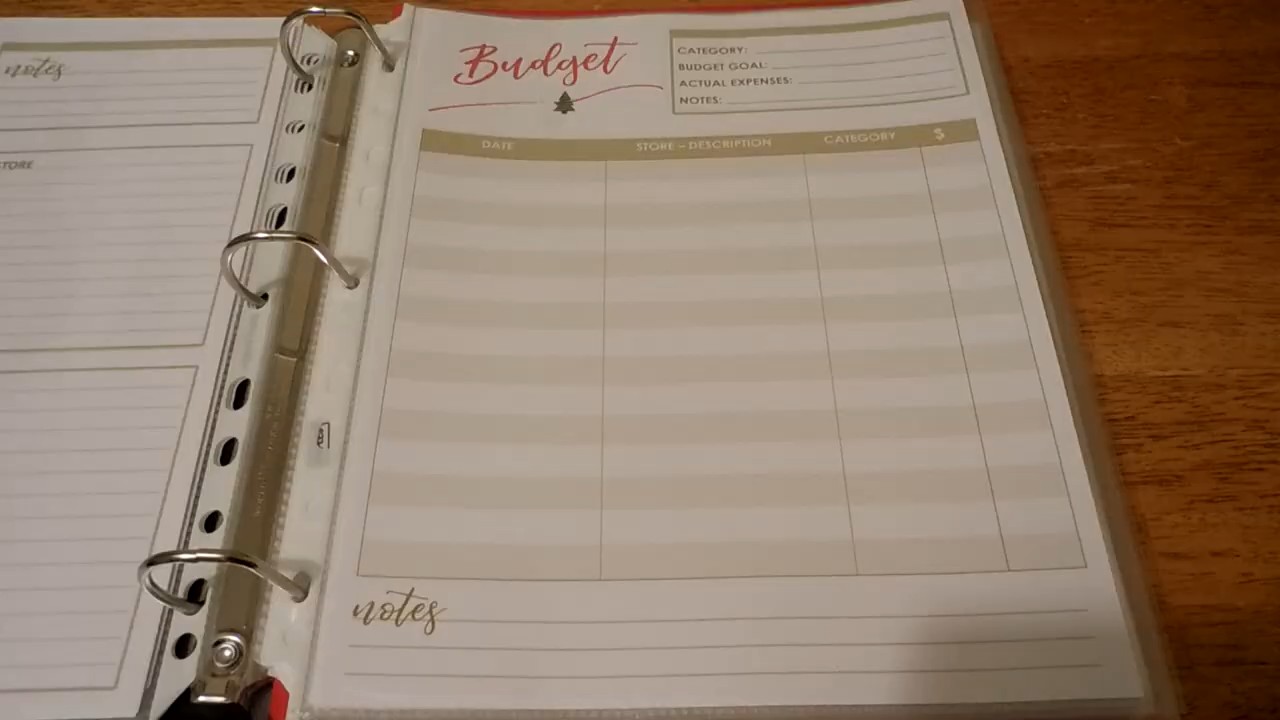 notes
STORE
Budget
CATEGORY:
BUDGET GOAL:
ACTUAL EXPENSES:
NOTES:
DATE STORE – DESCRIPTION CATEGORY $
notes